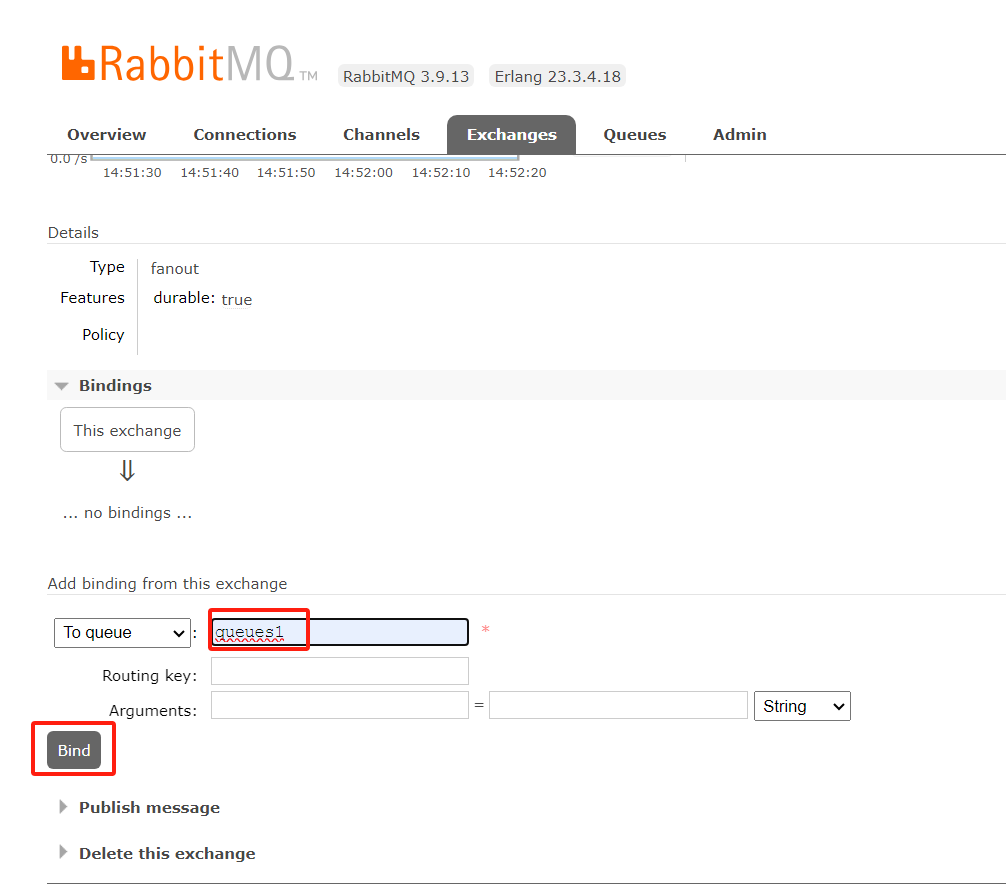 RabbitMQ TM RabbitMQ 3.9.13 Erlang 23.3.4.18
Overview Connections Channels Exchanges Queues Admin
0.0 /s
14:51:30 14:51:40 14:51:50 14:52:00 14:52:10 14:52:20
Details
Type fanout
Features durable: true
Policy
Bindings
This exchange
⇓
... no bindings ...
Add binding from this exchange
To queue : queues1 *
Routing key:
Arguments: = String
Bind
Publish message
Delete this exchange